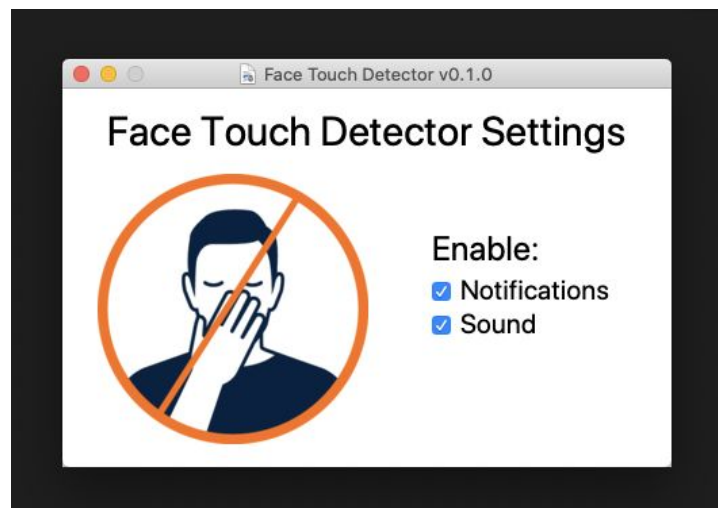 Face Touch Detector v0.1.0
Face Touch Detector Settings
Enable:
Notifications
Sound